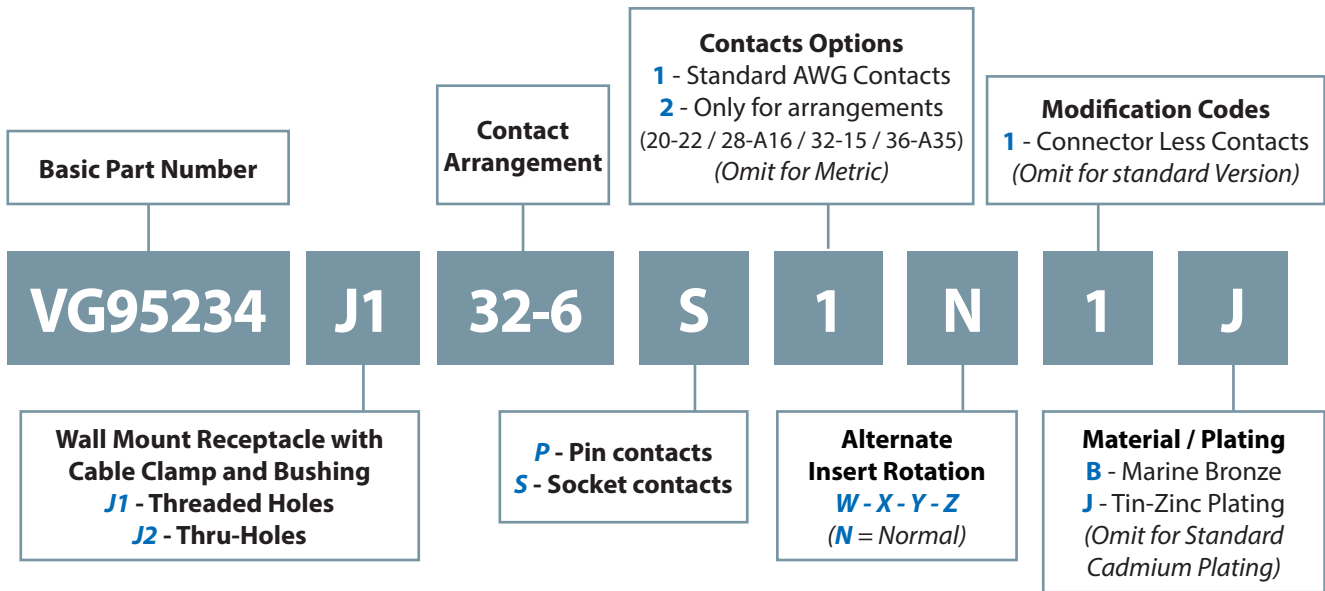 Basic Part Number
Contact
Arrangement
Contacts Options
1 - Standard AWG Contacts
2 - Only for arrangements
(20-22 / 28-A16 / 32-15 / 36-A35)
(Omit for Metric)
Modification Codes
1 - Connector Less Contacts
(Omit for standard Version)
VG95234 J1 32-6 S 1 N 1 J
Wall Mount Receptacle with
Cable Clamp and Bushing
J1 - Threaded Holes
J2 - Thru-Holes
P - Pin contacts
S - Socket contacts
Alternate
Insert Rotation
W - X - Y - Z
(N = Normal)
Material / Plating
B - Marine Bronze
J - Tin-Zinc Plating
(Omit for Standard
Cadmium Plating)